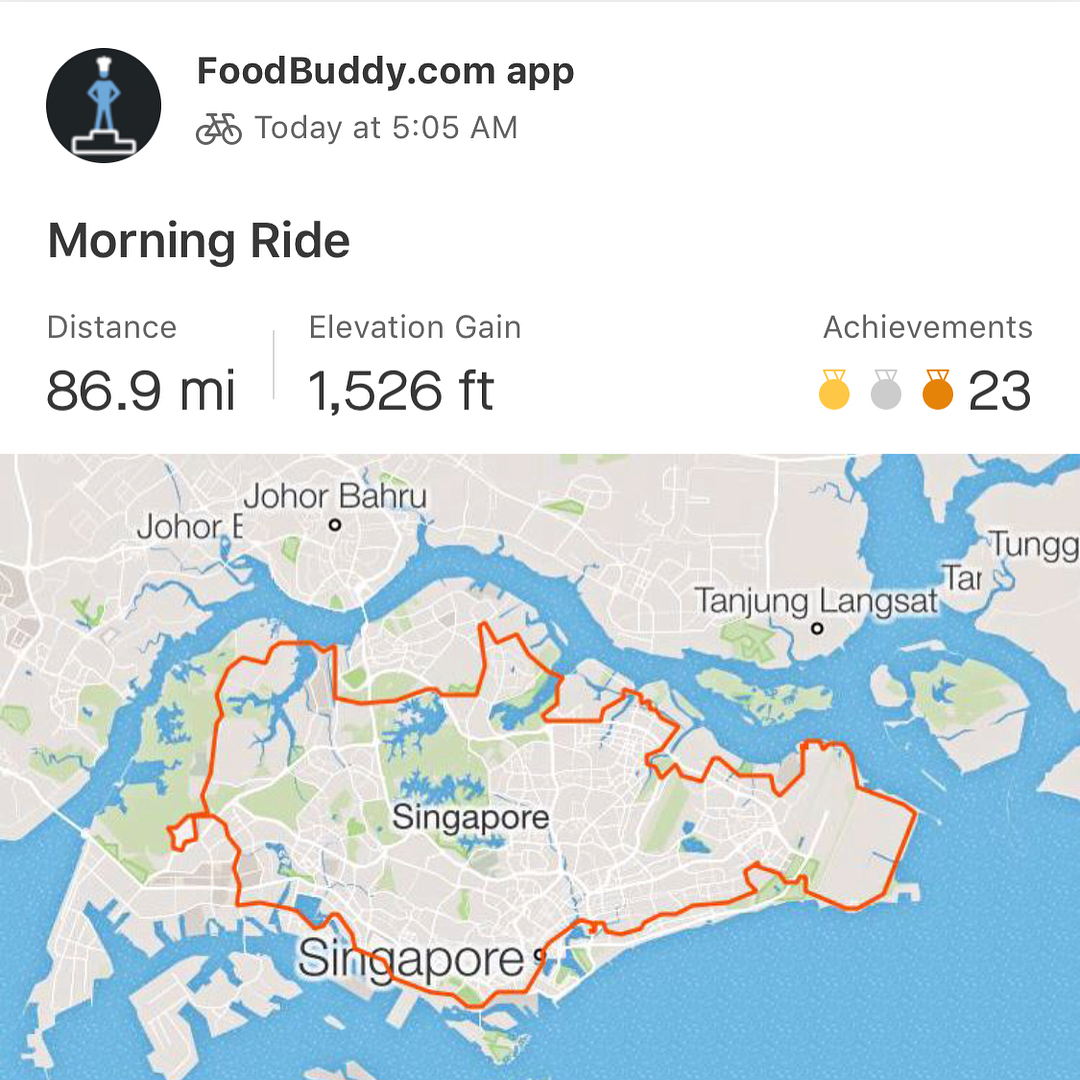 FoodBuddy.com app
Today at 5:05 AM
Morning Ride
Distance
Elevation Gain
Achievements
86.9 mi
1,526 ft
23
Johor Bahru
Johor B
Tungg
Tar
Tanjung Langsat
Singapore
Singapore